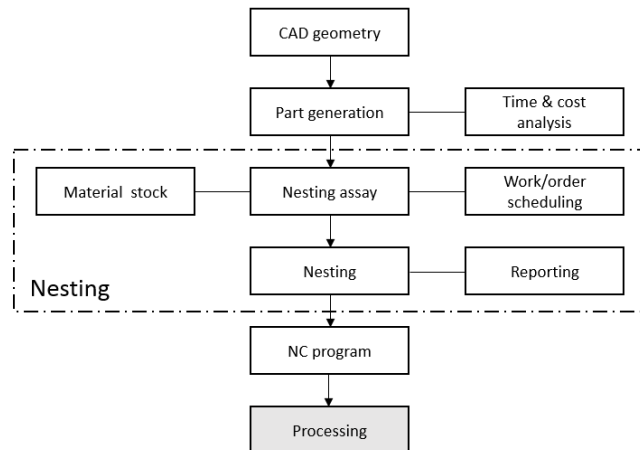 CAD geometry
Part generation
Time & cost
analysis
Material stock
Nesting assay
Work/order
scheduling
Nesting
Reporting
Nesting
NC program
Processing